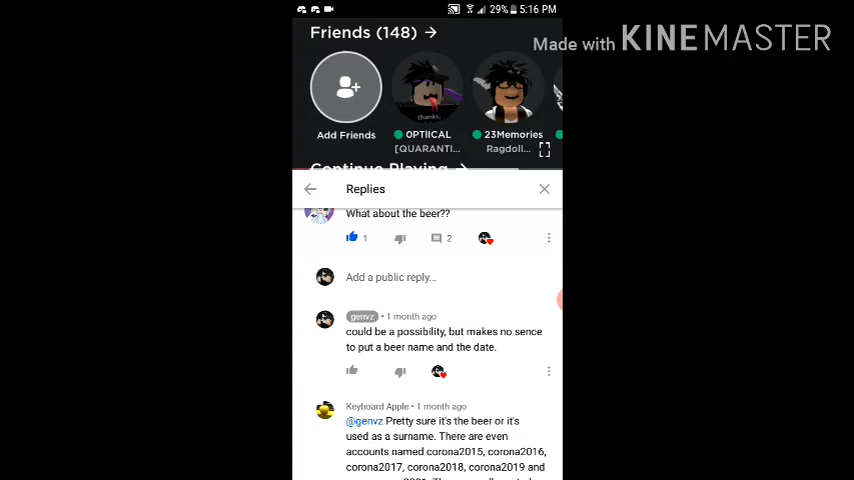 29% 5:16 PM
Made with KINEMASTER
Friends (148) →
thanks.
Add Friends
0PTIICAL
[QUARANTI...
23Memories
Ragdoll...
Continue Playing →
Replies
What about the beer??
1
2
Add a public reply...
genvz • 1 month ago
could be a possibility, but makes no sence
to put a beer name and the date.
Keyboard Apple • 1 month ago
@genvz Pretty sure it's the beer or it's
used as a surname. There are even
accounts named corona2015, corona2016,
corona2017, corona2018, corona2019 and